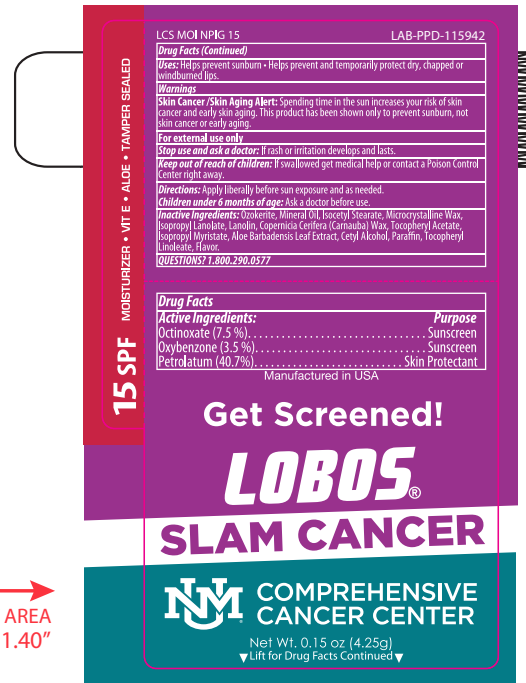 LCS MOI NPIG 15 LAB-PPD-115942
Drug Facts (Continued)
Uses: Helps prevent sunburn • Helps prevent and temporarily protect dry, chapped or
windburned lips.
Warnings
Skin Cancer /Skin Aging Alert: Spending time in the sun increases your risk of skin
cancer and early skin aging. This product has been shown only to prevent sunburn, not
skin cancer or early aging.
For external use only
Stop use and ask a doctor: If rash or irritation develops and lasts.
Keep out of reach of children: If swallowed get medical help or contact a Poison Control
Center right away.
Directions: Apply liberally before sun exposure and as needed.
Children under 6 months of age: Ask a doctor before use.
Inactive Ingredients: Ozokerite, Mineral Oil, Isocetyl Stearate, Microcrystalline Wax,
Isopropyl Lanolate, Lanolin, Copernicia Cerifera (Carnauba) Wax, Tocopheryl Acetate,
Isopropyl Myristate, Aloe Barbadensis Leaf Extract, Cetyl Alcohol, Paraffin, Tocopheryl
Linoleate, Flavor.
QUESTIONS? 1.800.290.0577
15 SPF MOISTURIZER • VIT E • ALOE • TAMPER SEALED
Drug Facts
Active Ingredients: Purpose
Octinoxate (7.5 %)................................Sunscreen
Oxybenzone (3.5 %)...............................Sunscreen
Petrolatum (40.7%)...........................Skin Protectant
Manufactured in USA
Get Screened!
LOBOS®
SLAM CANCER
UNM COMPREHENSIVE
CANCER CENTER
Net Wt. 0.15 oz (4.25g)
▼Lift for Drug Facts Continued▼
AREA
1.40”